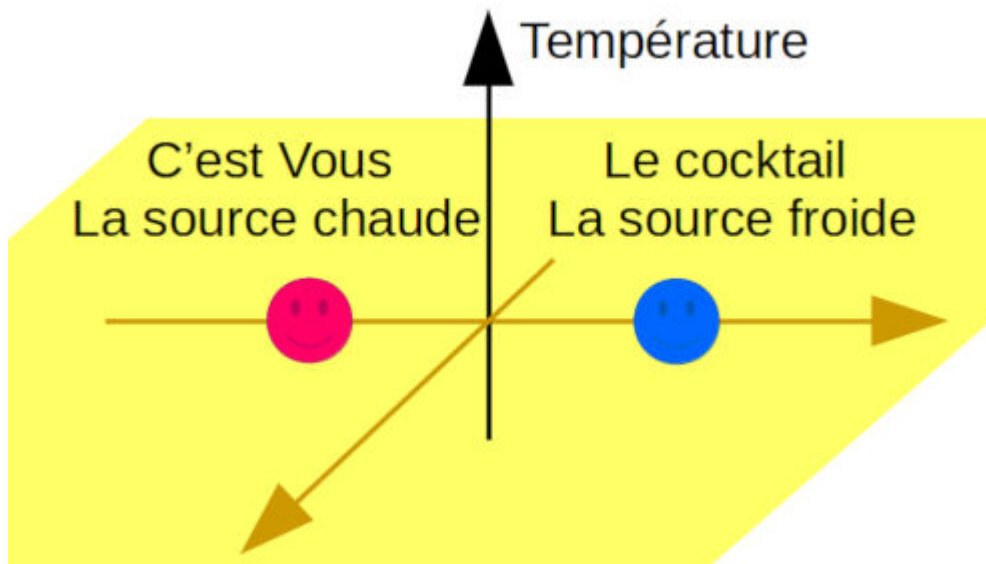 Température
C'est Vous
La source chaude
Le cocktail
La source froide